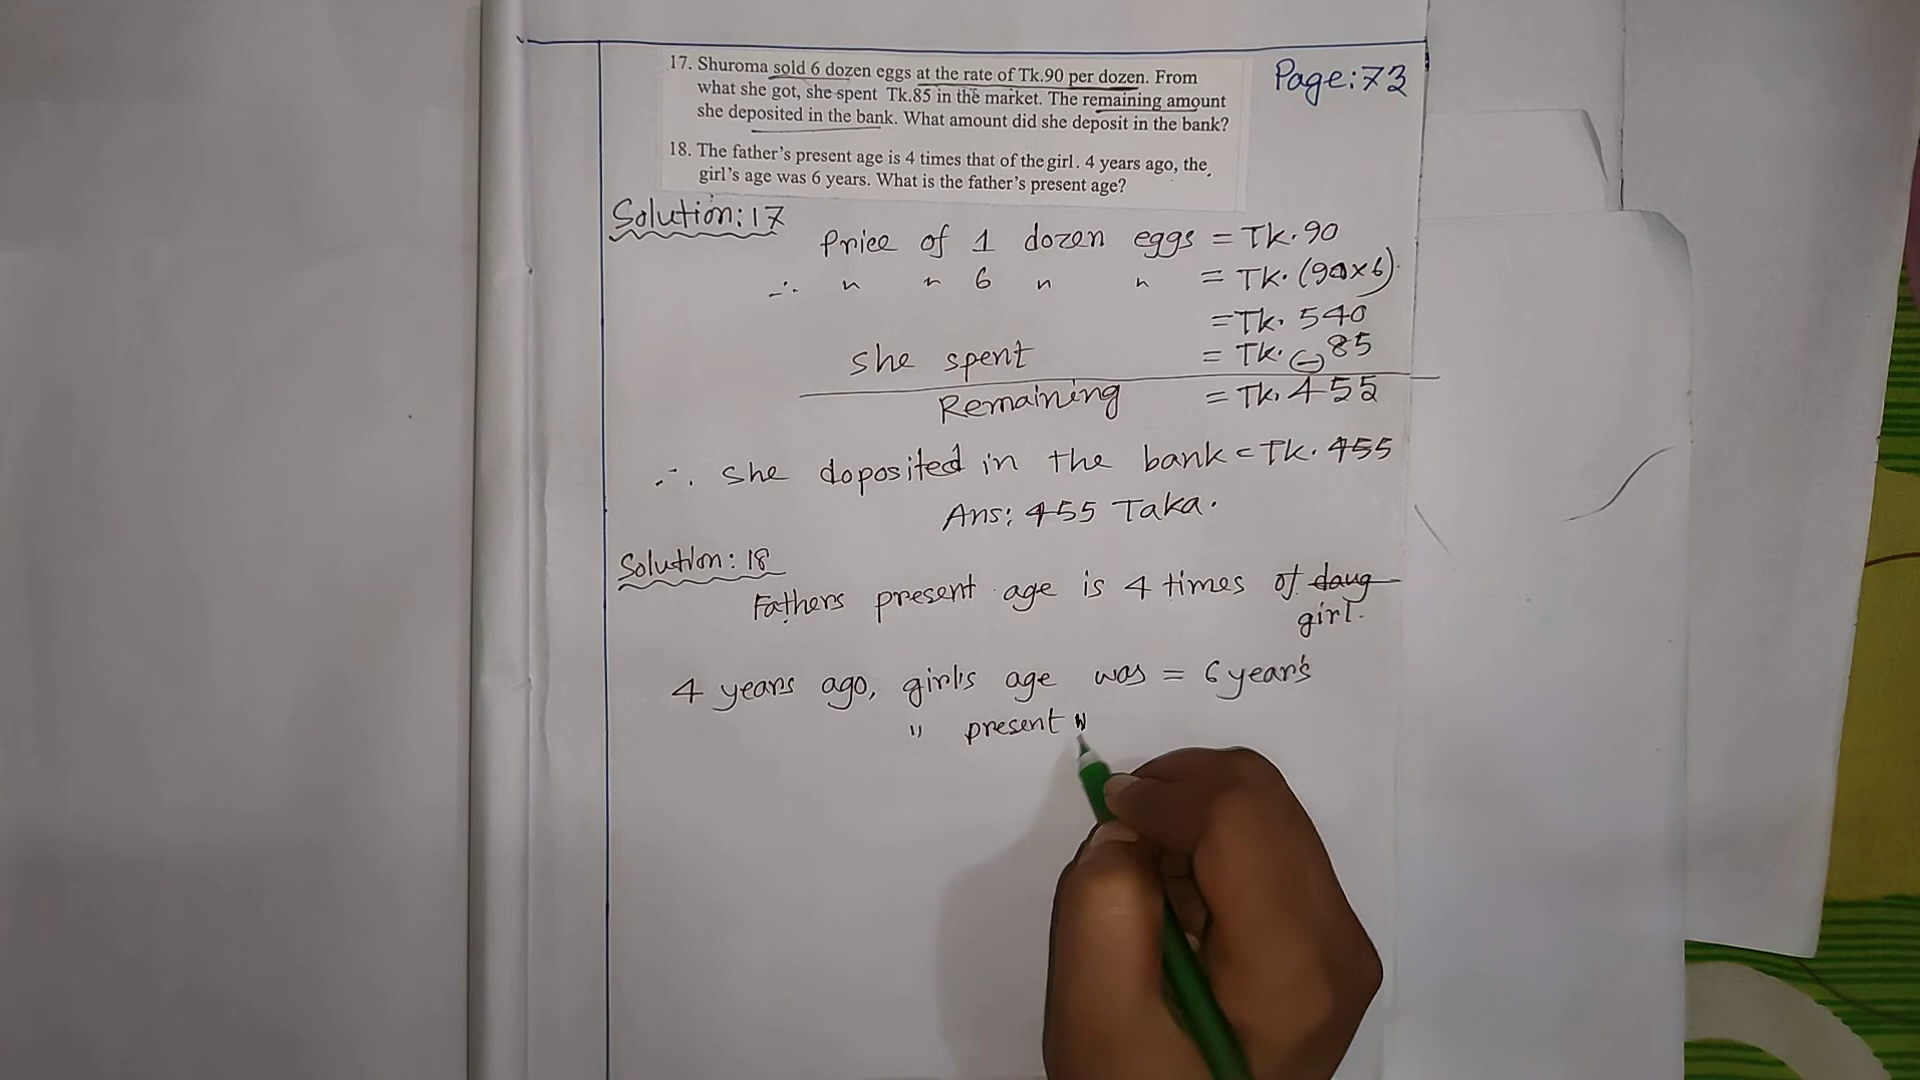 17. Shuroma sold 6 dozen eggs at the rate of Tk.90 per dozen. From
what she got, she spent Tk.85 in the market. The remaining amount
she deposited in the bank. What amount did she deposit in the bank?
Page:73
18. The father's present age is 4 times that of the girl. 4 years ago, the
girl's age was 6 years. What is the father's present age?
Solution:17
Price of 1 dozen eggs = Tk.90
∴ " " 6 " " = Tk. (90×6)
=Tk. 540
she spent = Tk. (-) 85
Remaining = Tk. 455
∴ she doposited in the bank = Tk. 455
Ans: 455 Taka.
Solution: 18
Fathers present age is 4 times of daug
girl.
4 years ago, girl's age was = 6 years
" present "